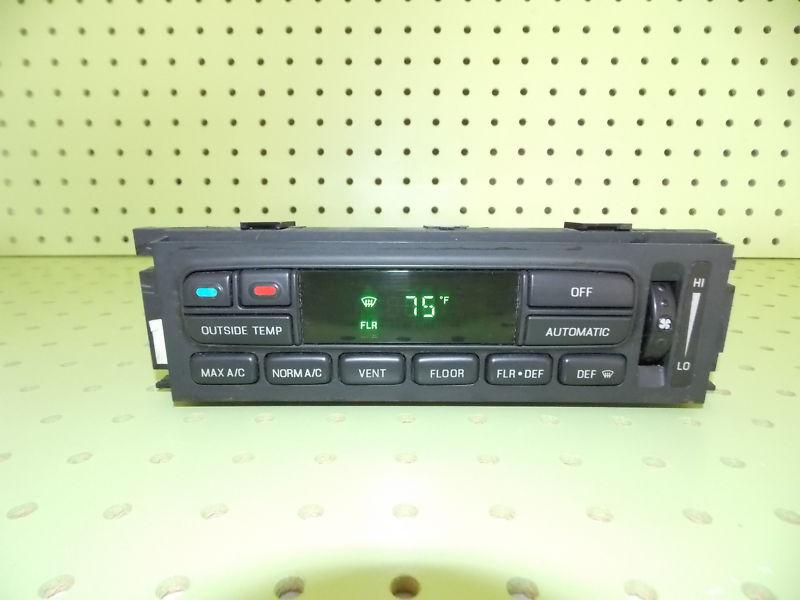 75 °F
FLR
OFF
HI
OUTSIDE TEMP
AUTOMATIC
LO
MAX A/C
NORM A/C
VENT
FLOOR
FLR • DEF
DEF